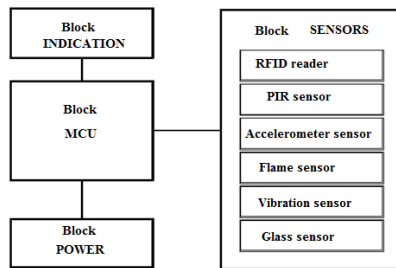 Block
INDICATION
Block
MCU
Block
POWER
Block SENSORS
RFID reader
PIR sensor
Accelerometer sensor
Flame sensor
Vibration sensor
Glass sensor